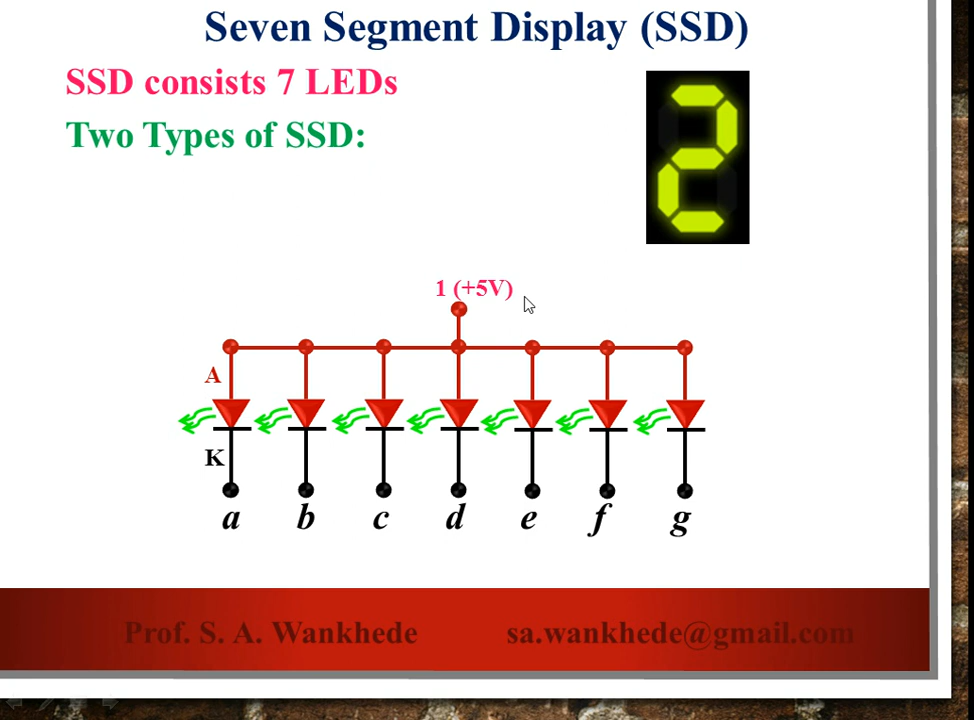 Seven Segment Display (SSD)
SSD consists 7 LEDs
Two Types of SSD:
2
1 (+5V)
A
K
a b c d e f g
Prof. S. A. Wankhede sa.wankhede@gmail.com